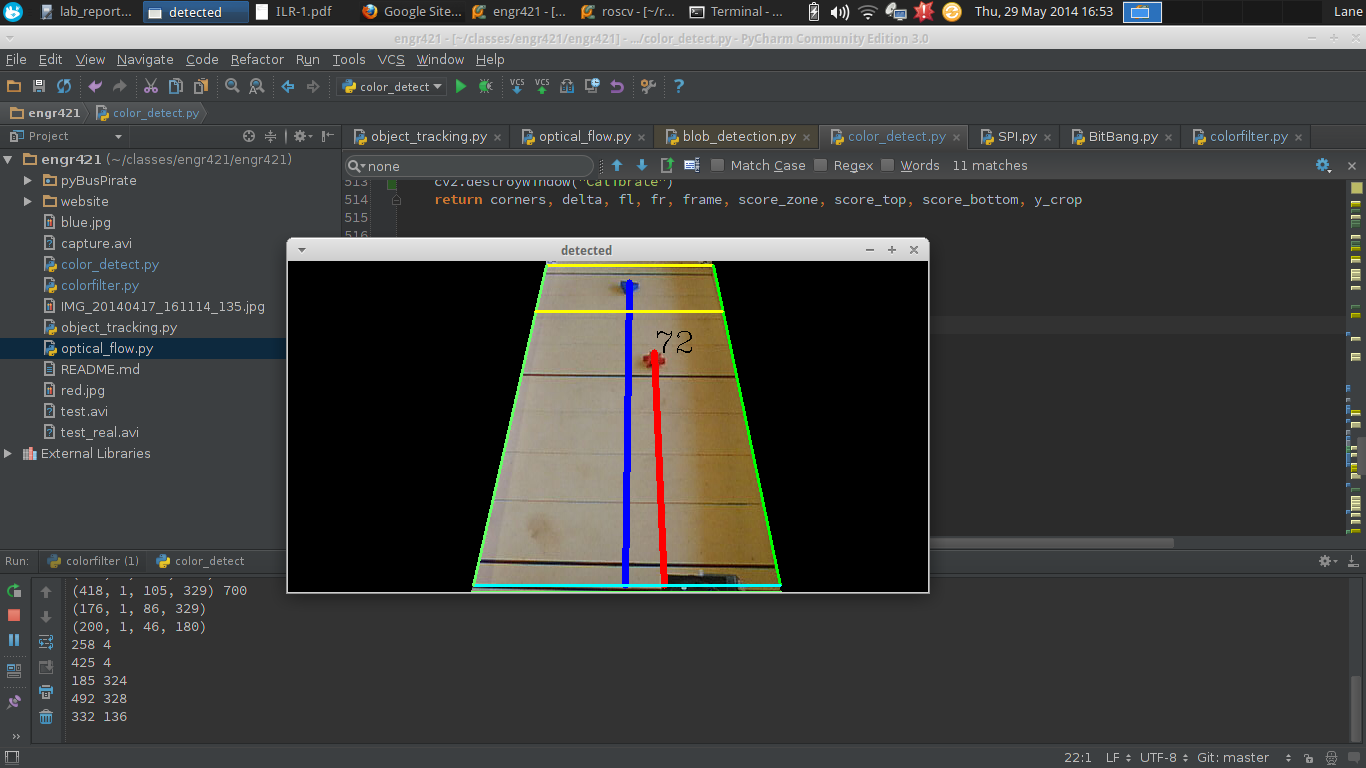 lab_report... detected ILR-1.pdf Google Site... engr421 - [... roscv - [~/r... Terminal - ... Thu, 29 May 2014 16:53 Lane
engr421 - [~/classes/engr421/engr421] - .../color_detect.py - PyCharm Community Edition 3.0
File Edit View Navigate Code Refactor Run Tools VCS Window Help
color_detect VCS VCS ?
engr421 color_detect.py
Project object_tracking.py optical_flow.py blob_detection.py color_detect.py SPI.py BitBang.py colorfilter.py
engr421 (~/classes/engr421/engr421) none Match Case Regex Words 11 matches
pyBusPirate 513 cv2.destroyWindow("Calibrate")
website 514 return corners, delta, fl, fr, frame, score_zone, score_top, score_bottom, y_crop
blue.jpg 515
516
capture.avi detected
color_detect.py
colorfilter.py
IMG_20140417_161114_135.jpg
object_tracking.py
optical_flow.py 72
README.md
red.jpg
test.avi
test_real.avi
External Libraries
Run: colorfilter (1) color_detect
(418, 1, 105, 329) 700
(176, 1, 86, 329)
(200, 1, 46, 180)
258 4
425 4
185 324
492 328
332 136
22:1 LF UTF-8 Git: master